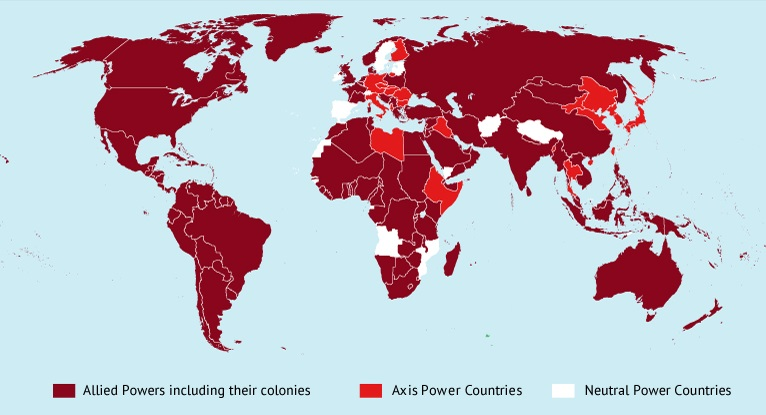 Allied Powers including their colonies
Axis Power Countries
Neutral Power Countries